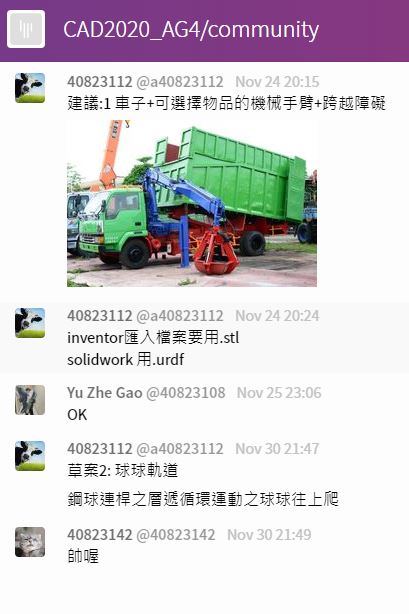 CAD2020_AG4/community
40823112 @a40823112 Nov 24 20:15
建議:1 車子+可選擇物品的機械手臂+跨越障礙
40823112 @a40823112 Nov 24 20:24
inventor匯入檔案要用.stl
solidwork 用.urdf
Yu Zhe Gao @40823108 Nov 25 23:06
OK
40823112 @a40823112 Nov 30 21:47
草案2: 球球軌道
鋼球連桿之層遞循環運動之球球往上爬
40823142 @40823142 Nov 30 21:49
帥喔